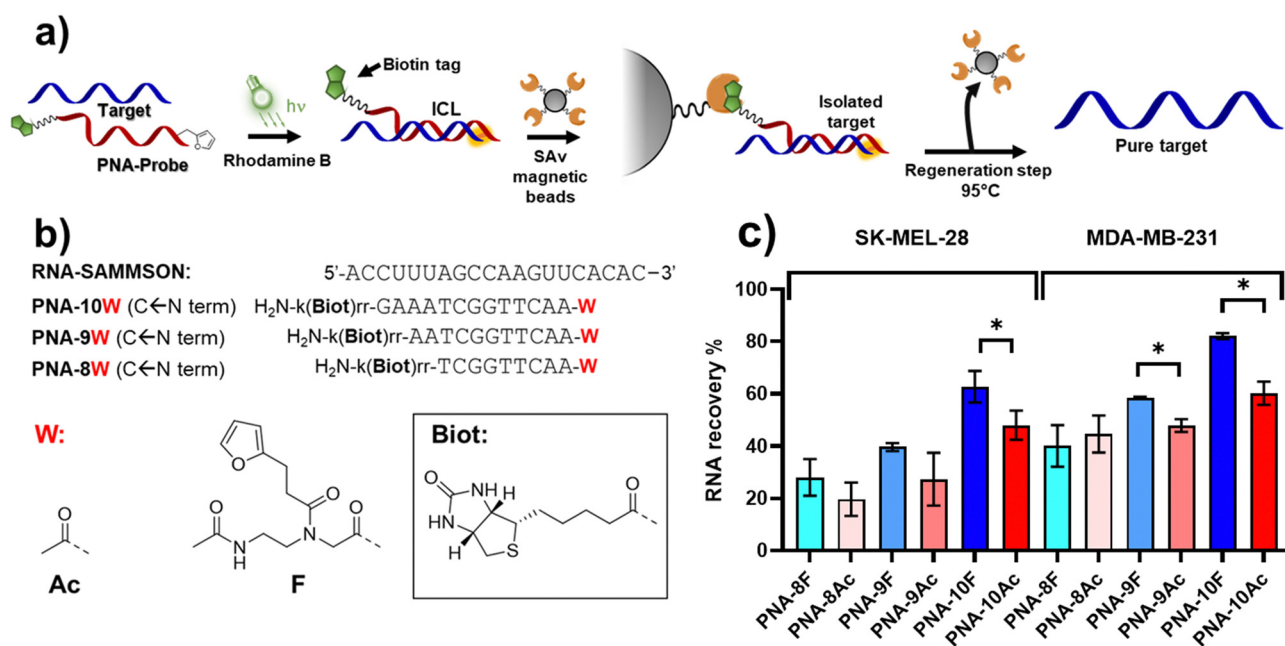 a)
Target
PNA-Probe
hν
Rhodamine B
Biotin tag
ICL
SAv
magnetic
beads
Isolated
target
Regeneration step
95°C
Pure target
b)
RNA-SAMMSON: 5'-ACCUUUAGCCAAGUUCACAC-3'
PNA-10W (C←N term) H₂N-k(Biot)rr-GAAATCGGTTCAA-W
PNA-9W (C←N term) H₂N-k(Biot)rr-AATCGGTTCAA-W
PNA-8W (C←N term) H₂N-k(Biot)rr-TCGGTTCAA-W
W:
O
Ac
O
O
O
O
N
H
N
F
Biot:
O
NH
HN
H
H
S
O
c)
SK-MEL-28 MDA-MB-231
RNA recovery %
100
80
60
40
20
0
*
*
*
PNA-8F
PNA-8Ac
PNA-9F
PNA-9Ac
PNA-10F
PNA-10Ac
PNA-8F
PNA-8Ac
PNA-9F
PNA-9Ac
PNA-10F
PNA-10Ac